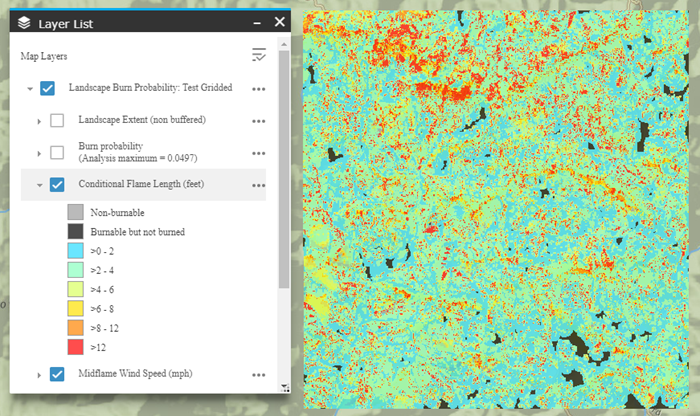 Layer List
Map Layers
Landscape Burn Probability: Test Gridded
Landscape Extent (non buffered)
Burn probability
(Analysis maximum = 0.0497)
Conditional Flame Length (feet)
Non-burnable
Burnable but not burned
>0 - 2
>2 - 4
>4 - 6
>6 - 8
>8 - 12
>12
Midflame Wind Speed (mph)